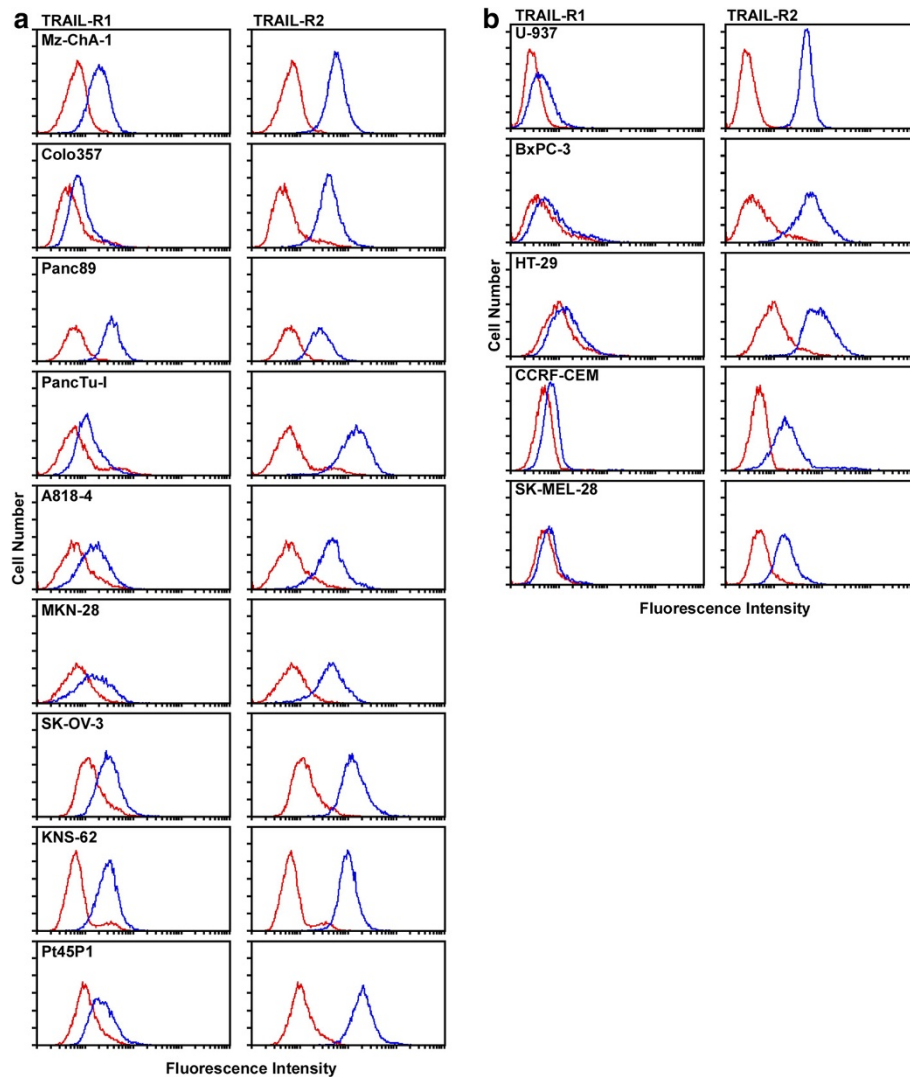 a
TRAIL-R1 TRAIL-R2
Mz-ChA-1
Colo357
Panc89
PancTu-I
A818-4
MKN-28
SK-OV-3
KNS-62
Pt45P1
Cell Number
Fluorescence Intensity
b
TRAIL-R1 TRAIL-R2
U-937
BxPC-3
HT-29
CCRF-CEM
SK-MEL-28
Cell Number
Fluorescence Intensity